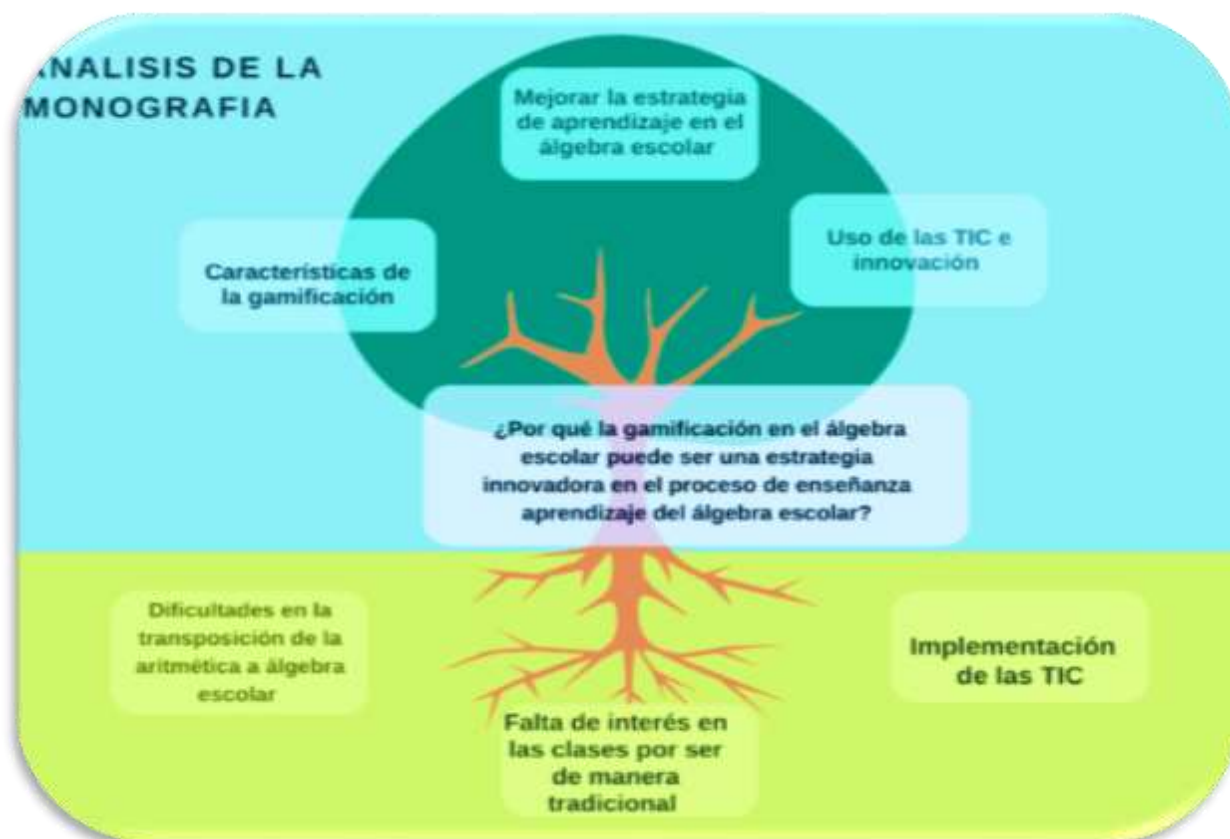 ANALISIS DE LA
MONOGRAFIA
Mejorar la estrategia
de aprendizaje en el
álgebra escolar
Uso de las TIC e
innovación
Características de
la gamificación
¿Por qué la gamificación en el álgebra
escolar puede ser una estrategia
innovadora en el proceso de enseñanza
aprendizaje del álgebra escolar?
Dificultades en la
transposición de la
aritmética a álgebra
escolar
Implementación
de las TIC
Falta de interés en
las clases por ser
de manera
tradicional